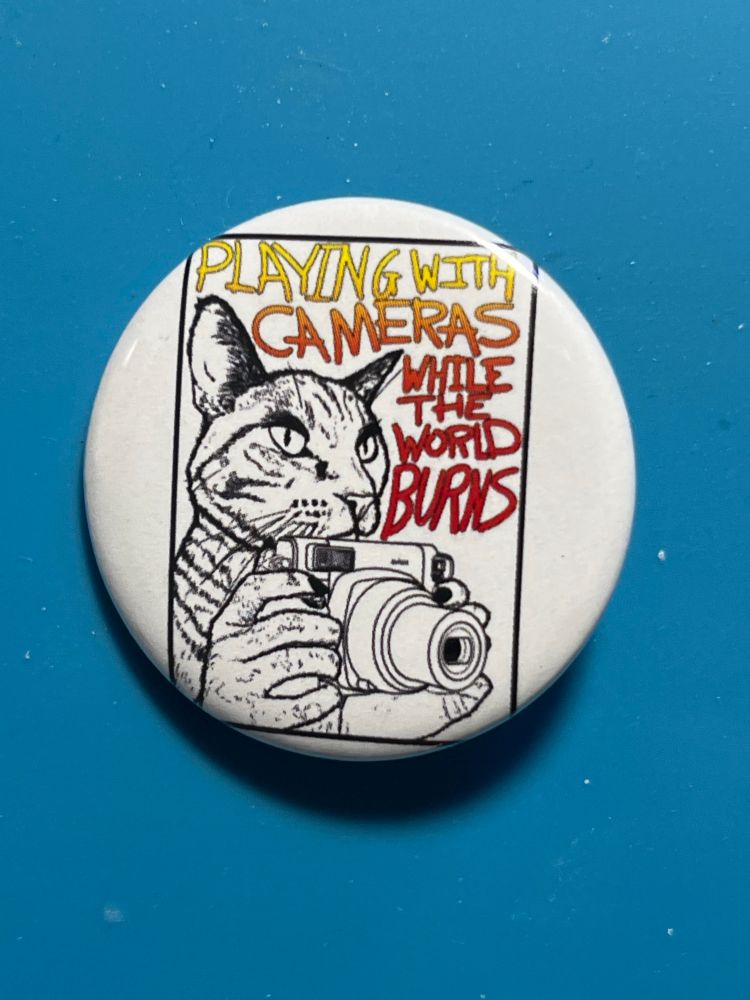 PLAYING WITH
CAMERAS
WHILE
THE
WORLD
BURNS